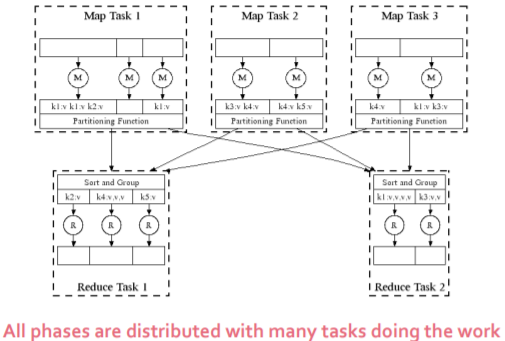 Map Task 1 Map Task 2 Map Task 3
M M M M M M M
k1:v k1:v k2:v k1:v k3:v k4:v k4:v k5:v k4:v k1:v k3:v
Partitioning Function Partitioning Function Partitioning Function
Sort and Group Sort and Group
k2:v k4:v,v,v k5:v k1:v,v,v,v k3:v,v
R R R R R
Reduce Task 1 Reduce Task 2
All phases are distributed with many tasks doing the work